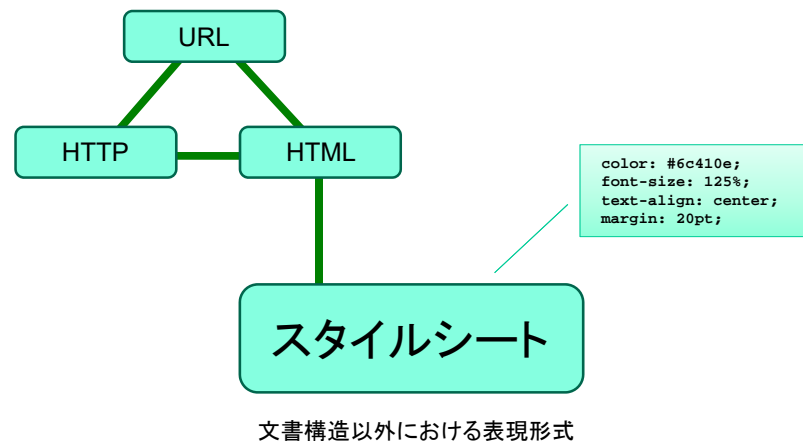 URL
HTTP
HTML
color: #6c410e;
font-size: 125%;
text-align: center;
margin: 20pt;
スタイルシート
文書構造以外における表現形式